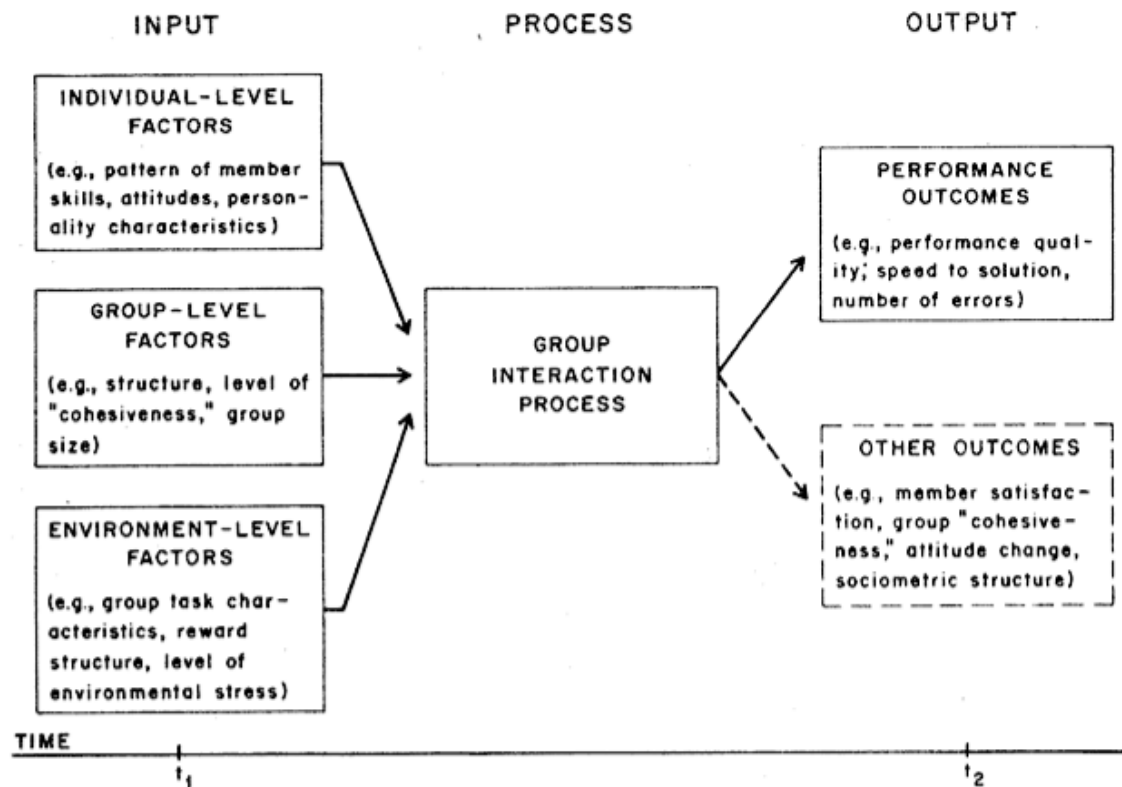 INPUT
PROCESS
OUTPUT
INDIVIDUAL-LEVEL
FACTORS
(e.g., pattern of member
skills, attitudes, person-
ality characteristics)
GROUP-LEVEL
FACTORS
(e.g., structure, level of
"cohesiveness," group
size)
ENVIRONMENT-LEVEL
FACTORS
(e.g., group task char-
acteristics, reward
structure, level of
environmental stress)
GROUP
INTERACTION
PROCESS
PERFORMANCE
OUTCOMES
(e.g., performance qual-
ity; speed to solution,
number of errors)
OTHER OUTCOMES
(e.g., member satisfac-
tion, group "cohesive-
ness," attitude change,
sociometric structure)
TIME
t1
t2